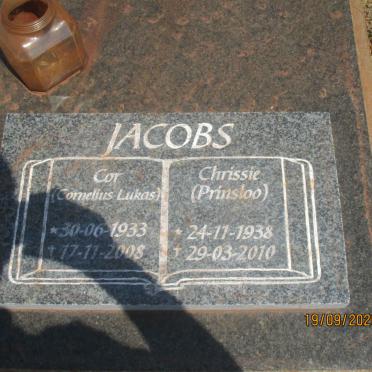 JACOBS
Cor
(Cornelius Lukas)
* 30-06-1933
† 17-11-2008
Chrissie
(Prinsloo)
* 24-11-1938
† 29-03-2010
19/09/202